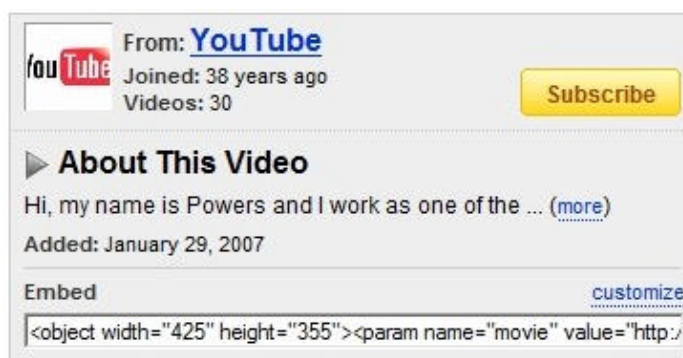 You Tube
From: YouTube
Joined: 38 years ago
Videos: 30
Subscribe
About This Video
Hi, my name is Powers and I work as one of the ... (more)
Added: January 29, 2007
Embed customize
<object width="425" height="355"><param name="movie" value="http:/